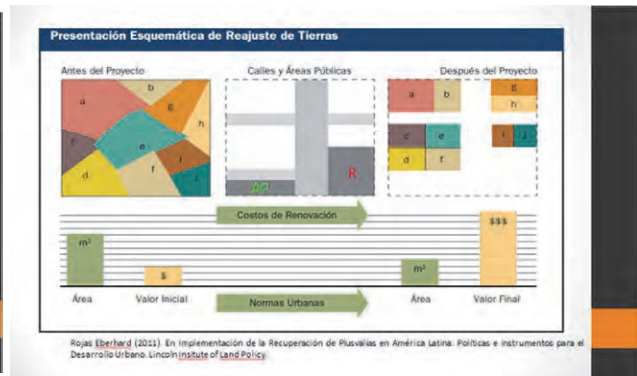 Presentación Esquemática de Reajuste de Tierras
Antes del Proyecto
Calles y Áreas Públicas
Después del Proyecto
a
b
g
h
e
i
d
f
j
AP
R
a
b
g
h
c
e
i
j
d
f
Costos de Renovación
m²
$
m²
$$$
Área
Valor Inicial
Normas Urbanas
Área
Valor Final
Rojas Eberhard (2011). En Implementación de la Recuperación de Plusvalias en América Latina. Políticas e instrumentos para el
Desarrollo Urbano. Lincoln Insitute of Land Policy.